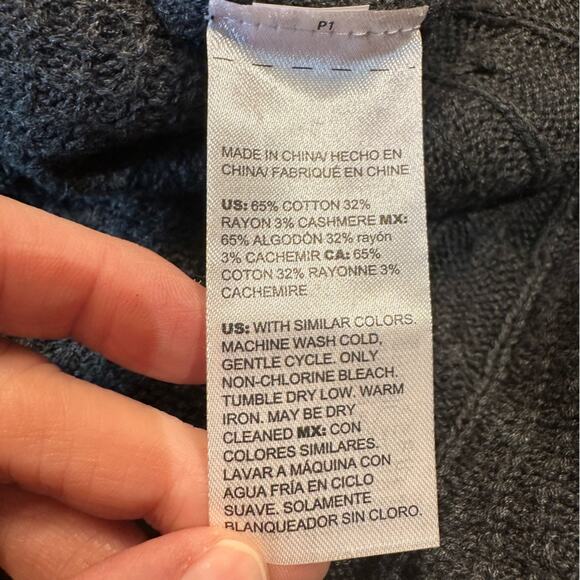 P1
MADE IN CHINA/ HECHO EN
CHINA/ FABRIQUÉ EN CHINE
US: 65% COTTON 32%
RAYON 3% CASHMERE MX:
65% ALGODÓN 32% rayón
3% CACHEMIR CA: 65%
COTON 32% RAYONNE 3%
CACHEMIRE
US: WITH SIMILAR COLORS.
MACHINE WASH COLD,
GENTLE CYCLE. ONLY
NON-CHLORINE BLEACH.
TUMBLE DRY LOW. WARM
IRON. MAY BE DRY
CLEANED MX: CON
COLORES SIMILARES.
LAVAR A MÁQUINA CON
AGUA FRÍA EN CICLO
SUAVE. SOLAMENTE
BLANQUEADOR SIN CLORO.